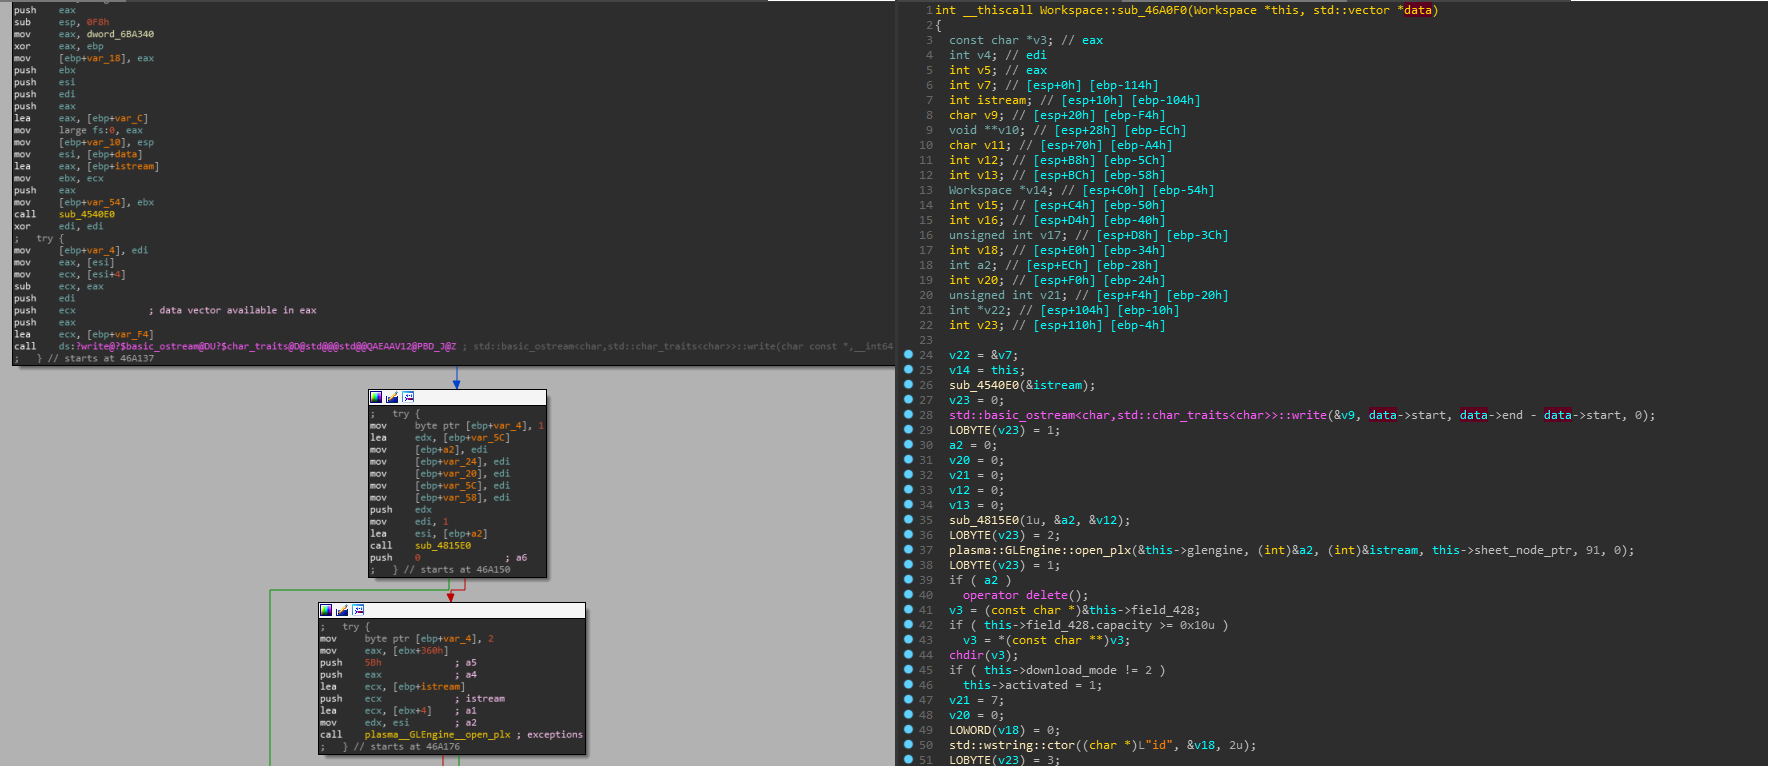 push eax
sub esp, 0F8h
mov eax, dword_6BA340
xor eax, ebp
mov [ebp+var_18], eax
push ebx
push esi
push edi
push eax
lea eax, [ebp+var_C]
mov large fs:0, eax
mov [ebp+var_10], esp
mov esi, [ebp+data]
lea eax, [ebp+istream]
mov ebx, ecx
push eax
mov [ebp+var_54], ebx
call sub_4540E0
xor edi, edi
; try {
mov [ebp+var_4], edi
mov eax, [esi]
mov ecx, [esi+4]
sub ecx, eax
push edi
push ecx ; data vector available in eax
push eax
lea ecx, [ebp+var_F4]
call ds:?write@?$basic_ostream@DU?$char_traits@D@std@@@std@@QAEAAV12@PBD_J@Z ; std::basic_ostream<char,std::char_traits<char>>::write(char const *,__int64
; } // starts at 46A137
; try {
mov byte ptr [ebp+var_4], 1
lea edx, [ebp+var_5C]
mov [ebp+a2], edi
mov [ebp+var_24], edi
mov [ebp+var_20], edi
mov [ebp+var_5C], edi
mov [ebp+var_58], edi
push edx
mov edi, 1
lea esi, [ebp+a2]
call sub_4815E0
push 0 ; a6
; } // starts at 46A150
; try {
mov byte ptr [ebp+var_4], 2
mov eax, [ebx+360h]
push 5Bh ; a5
push eax ; a4
lea ecx, [ebp+istream]
push ecx ; istream
lea ecx, [ebx+4] ; a1
mov edx, esi ; a2
call plasma__GLEngine__open_plx ; exceptions
; } // starts at 46A176
1 int __thiscall Workspace::sub_46A0F0(Workspace *this, std::vector *data)
2 {
3 const char *v3; // eax
4 int v4; // edi
5 int v5; // eax
6 int v7; // [esp+0h] [ebp-114h]
7 int istream; // [esp+10h] [ebp-104h]
8 char v9; // [esp+20h] [ebp-F4h]
9 void **v10; // [esp+28h] [ebp-ECh]
10 char v11; // [esp+70h] [ebp-A4h]
11 int v12; // [esp+B8h] [ebp-5Ch]
12 int v13; // [esp+BCh] [ebp-58h]
13 Workspace *v14; // [esp+C0h] [ebp-54h]
14 int v15; // [esp+C4h] [ebp-50h]
15 int v16; // [esp+D4h] [ebp-40h]
16 unsigned int v17; // [esp+D8h] [ebp-3Ch]
17 int v18; // [esp+E0h] [ebp-34h]
18 int a2; // [esp+ECh] [ebp-28h]
19 int v20; // [esp+F0h] [ebp-24h]
20 unsigned int v21; // [esp+F4h] [ebp-20h]
21 int *v22; // [esp+104h] [ebp-10h]
22 int v23; // [esp+110h] [ebp-4h]
23
24 v22 = &v7;
25 v14 = this;
26 sub_4540E0(&istream);
27 v23 = 0;
28 std::basic_ostream<char,std::char_traits<char>>::write(&v9, data->start, data->end - data->start, 0);
29 LOBYTE(v23) = 1;
30 a2 = 0;
31 v20 = 0;
32 v21 = 0;
33 v12 = 0;
34 v13 = 0;
35 sub_4815E0(1u, &a2, &v12);
36 LOBYTE(v23) = 2;
37 plasma::GLEngine::open_plx(&this->glengine, (int)&a2, (int)&istream, this->sheet_node_ptr, 91, 0);
38 LOBYTE(v23) = 1;
39 if ( a2 )
40 operator delete();
41 v3 = (const char *)&this->field_428;
42 if ( this->field_428.capacity >= 0x10u )
43 v3 = *(const char **)v3;
44 chdir(v3);
45 if ( this->download_mode != 2 )
46 this->activated = 1;
47 v21 = 7;
48 v20 = 0;
49 LOWORD(v18) = 0;
50 std::wstring::ctor((char *)L"id", &v18, 2u);
51 LOBYTE(v23) = 3;